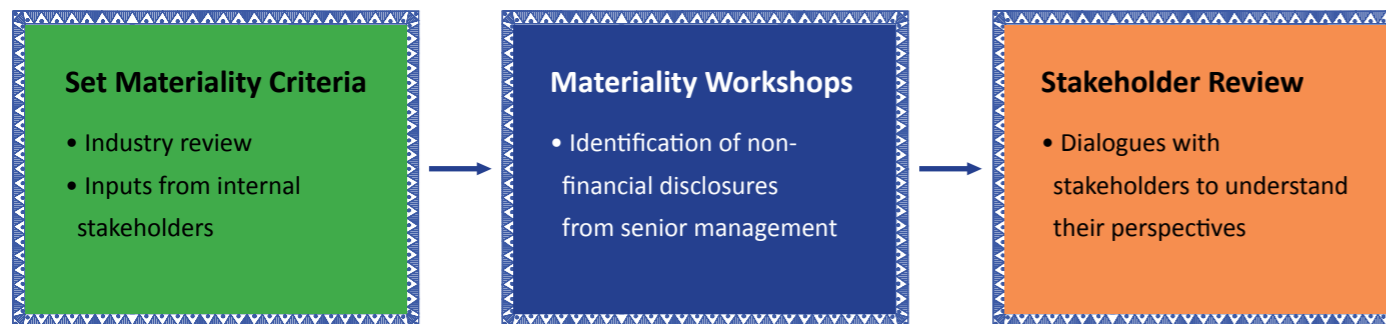 Set Materiality Criteria
• Industry review
• Inputs from internal
stakeholders
Materiality Workshops
• Identification of non-
financial disclosures
from senior management
Stakeholder Review
• Dialogues with
stakeholders to understand
their perspectives